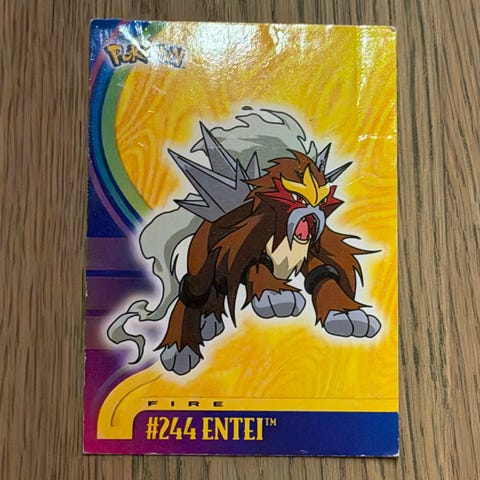 POKéMON
FIRE
#244 ENTEI™